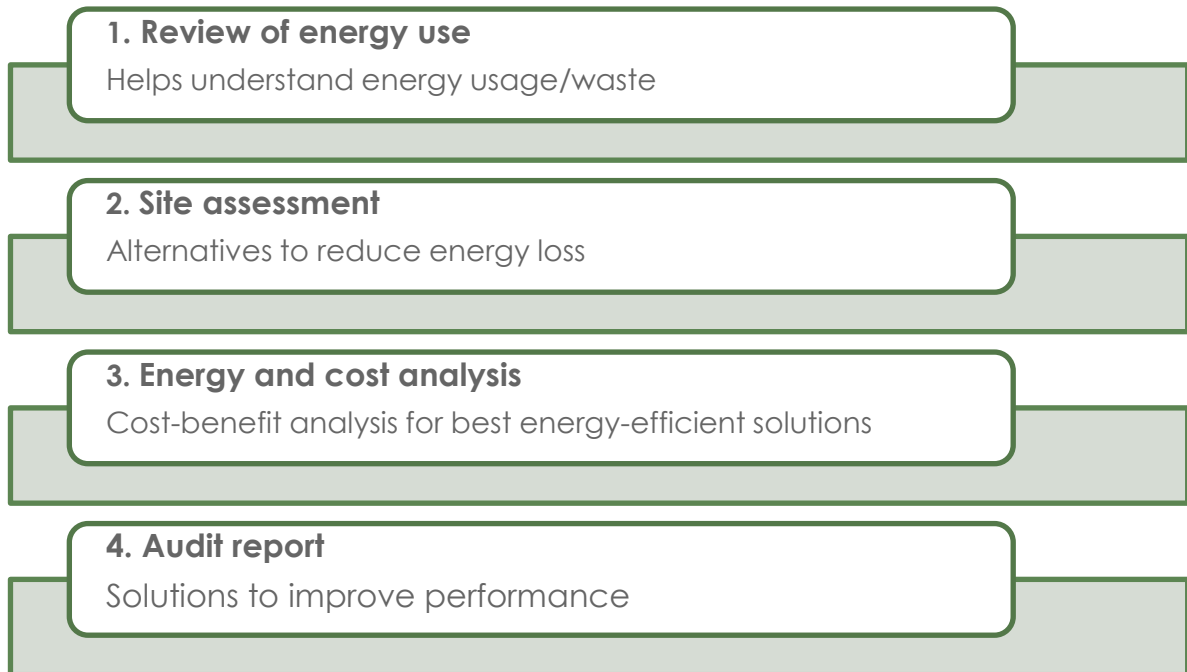 1. Review of energy use
Helps understand energy usage/waste
2. Site assessment
Alternatives to reduce energy loss
3. Energy and cost analysis
Cost-benefit analysis for best energy-efficient solutions
4. Audit report
Solutions to improve performance